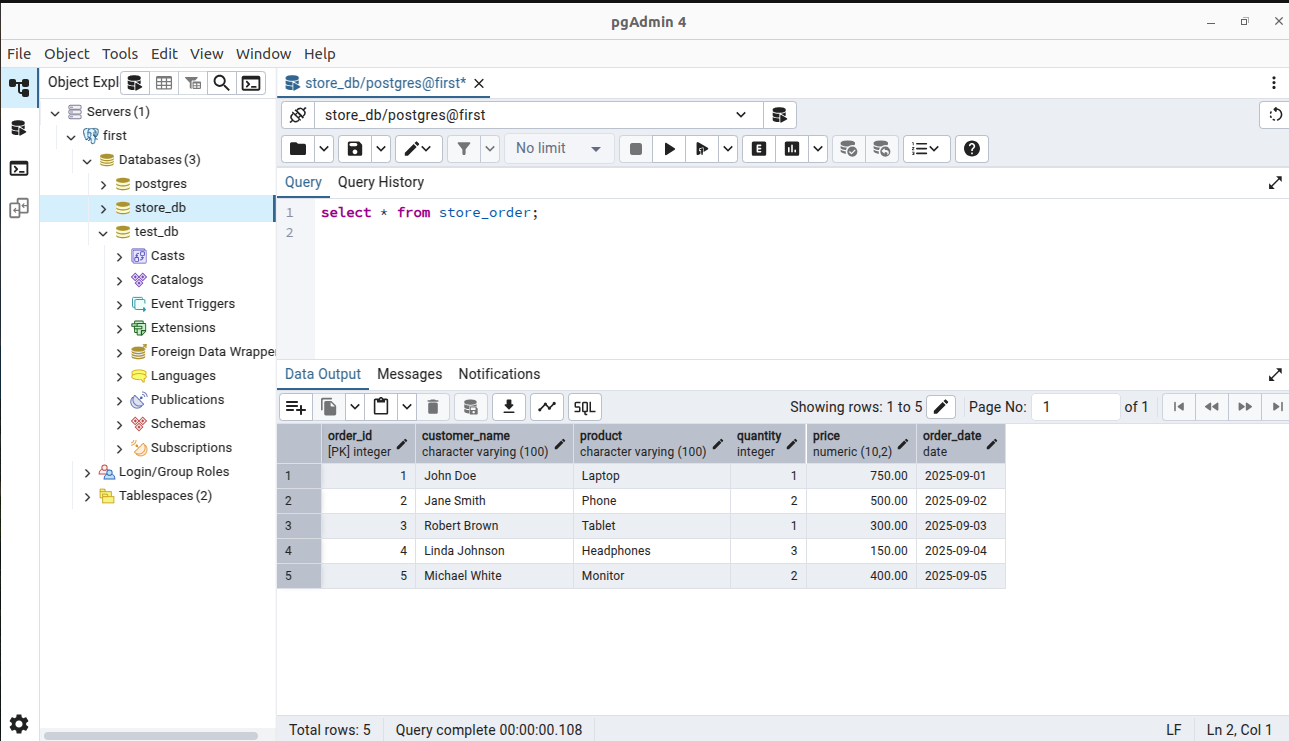 pgAdmin 4
File Object Tools Edit View Window Help
Object Expl
Servers (1)
first
Databases (3)
postgres
store_db
test_db
Casts
Catalogs
Event Triggers
Extensions
Foreign Data Wrappe
Languages
Publications
Schemas
Subscriptions
Login/Group Roles
Tablespaces (2)
store_db/postgres@first*
store_db/postgres@first
No limit
E
Query Query History
1 select * from store_order;
2
Data Output Messages Notifications
SQL Showing rows: 1 to 5 Page No: 1 of 1
order_id customer_name product quantity price order_date
[PK] integer character varying (100) character varying (100) integer numeric (10,2) date
1 1 John Doe Laptop 1 750.00 2025-09-01
2 2 Jane Smith Phone 2 500.00 2025-09-02
3 3 Robert Brown Tablet 1 300.00 2025-09-03
4 4 Linda Johnson Headphones 3 150.00 2025-09-04
5 5 Michael White Monitor 2 400.00 2025-09-05
Total rows: 5 Query complete 00:00:00.108 LF Ln 2, Col 1